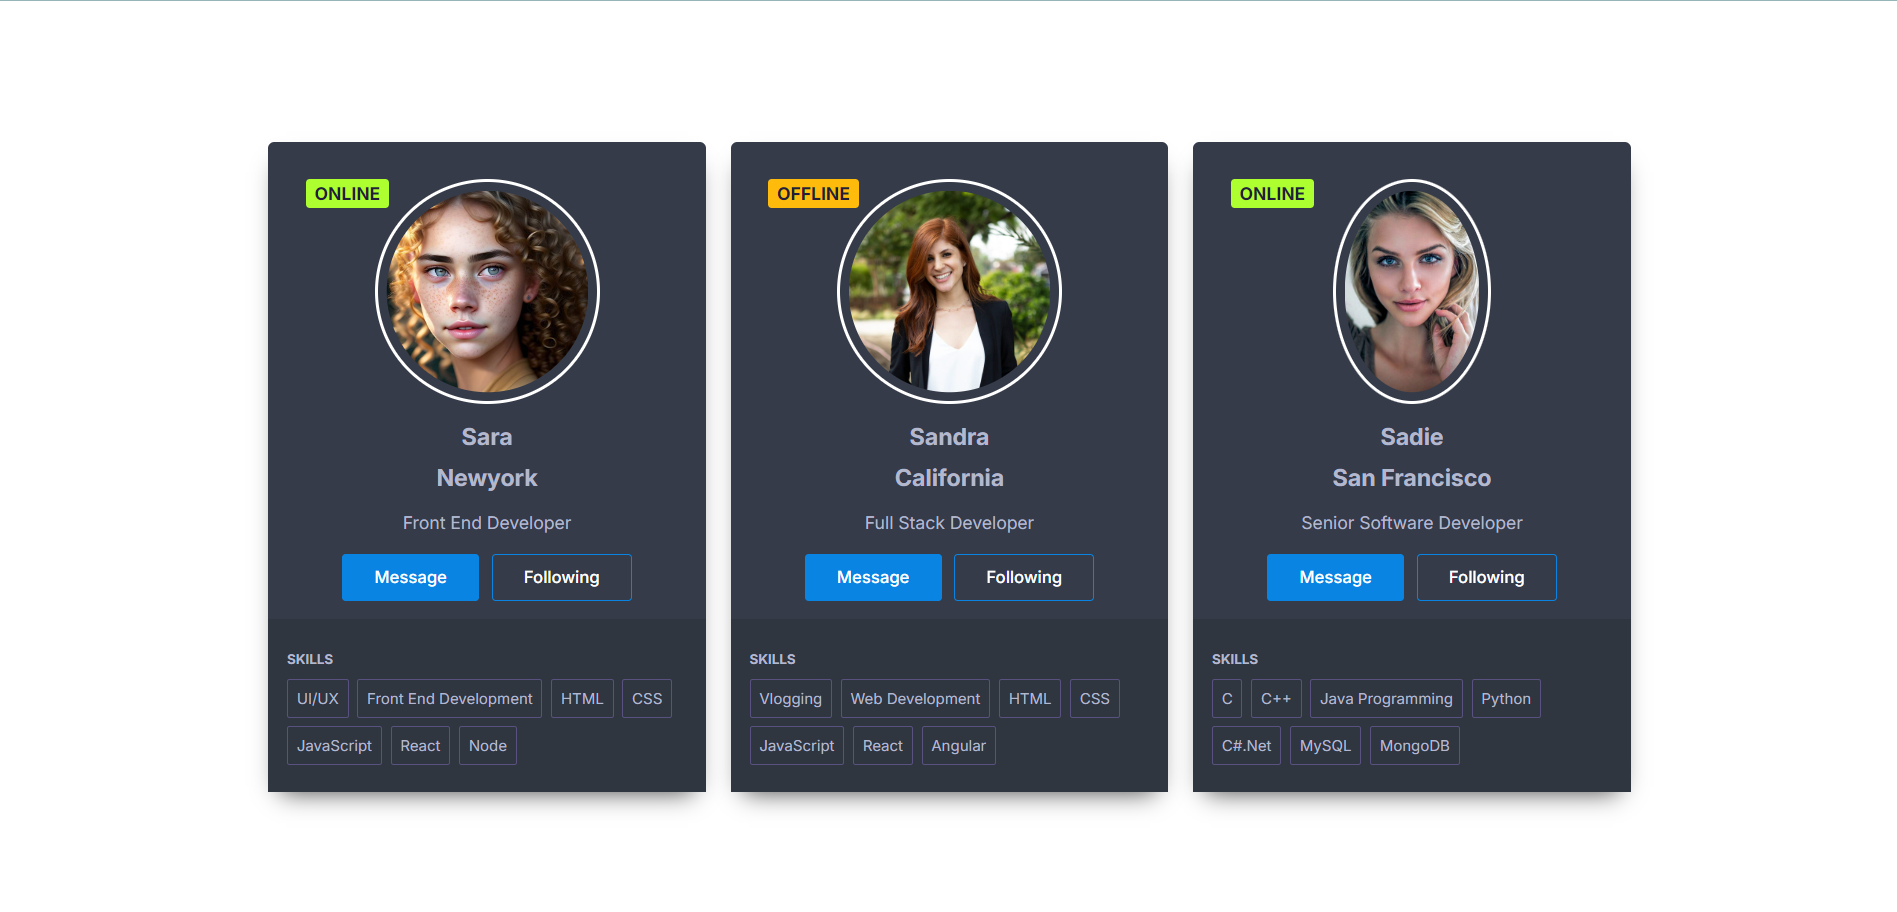 ONLINE
Sara
Newyork
Front End Developer
Message Following
SKILLS
UI/UX Front End Development HTML CSS
JavaScript React Node
OFFLINE
Sandra
California
Full Stack Developer
Message Following
SKILLS
Vlogging Web Development HTML CSS
JavaScript React Angular
ONLINE
Sadie
San Francisco
Senior Software Developer
Message Following
SKILLS
C C++ Java Programming Python
C#.Net MySQL MongoDB